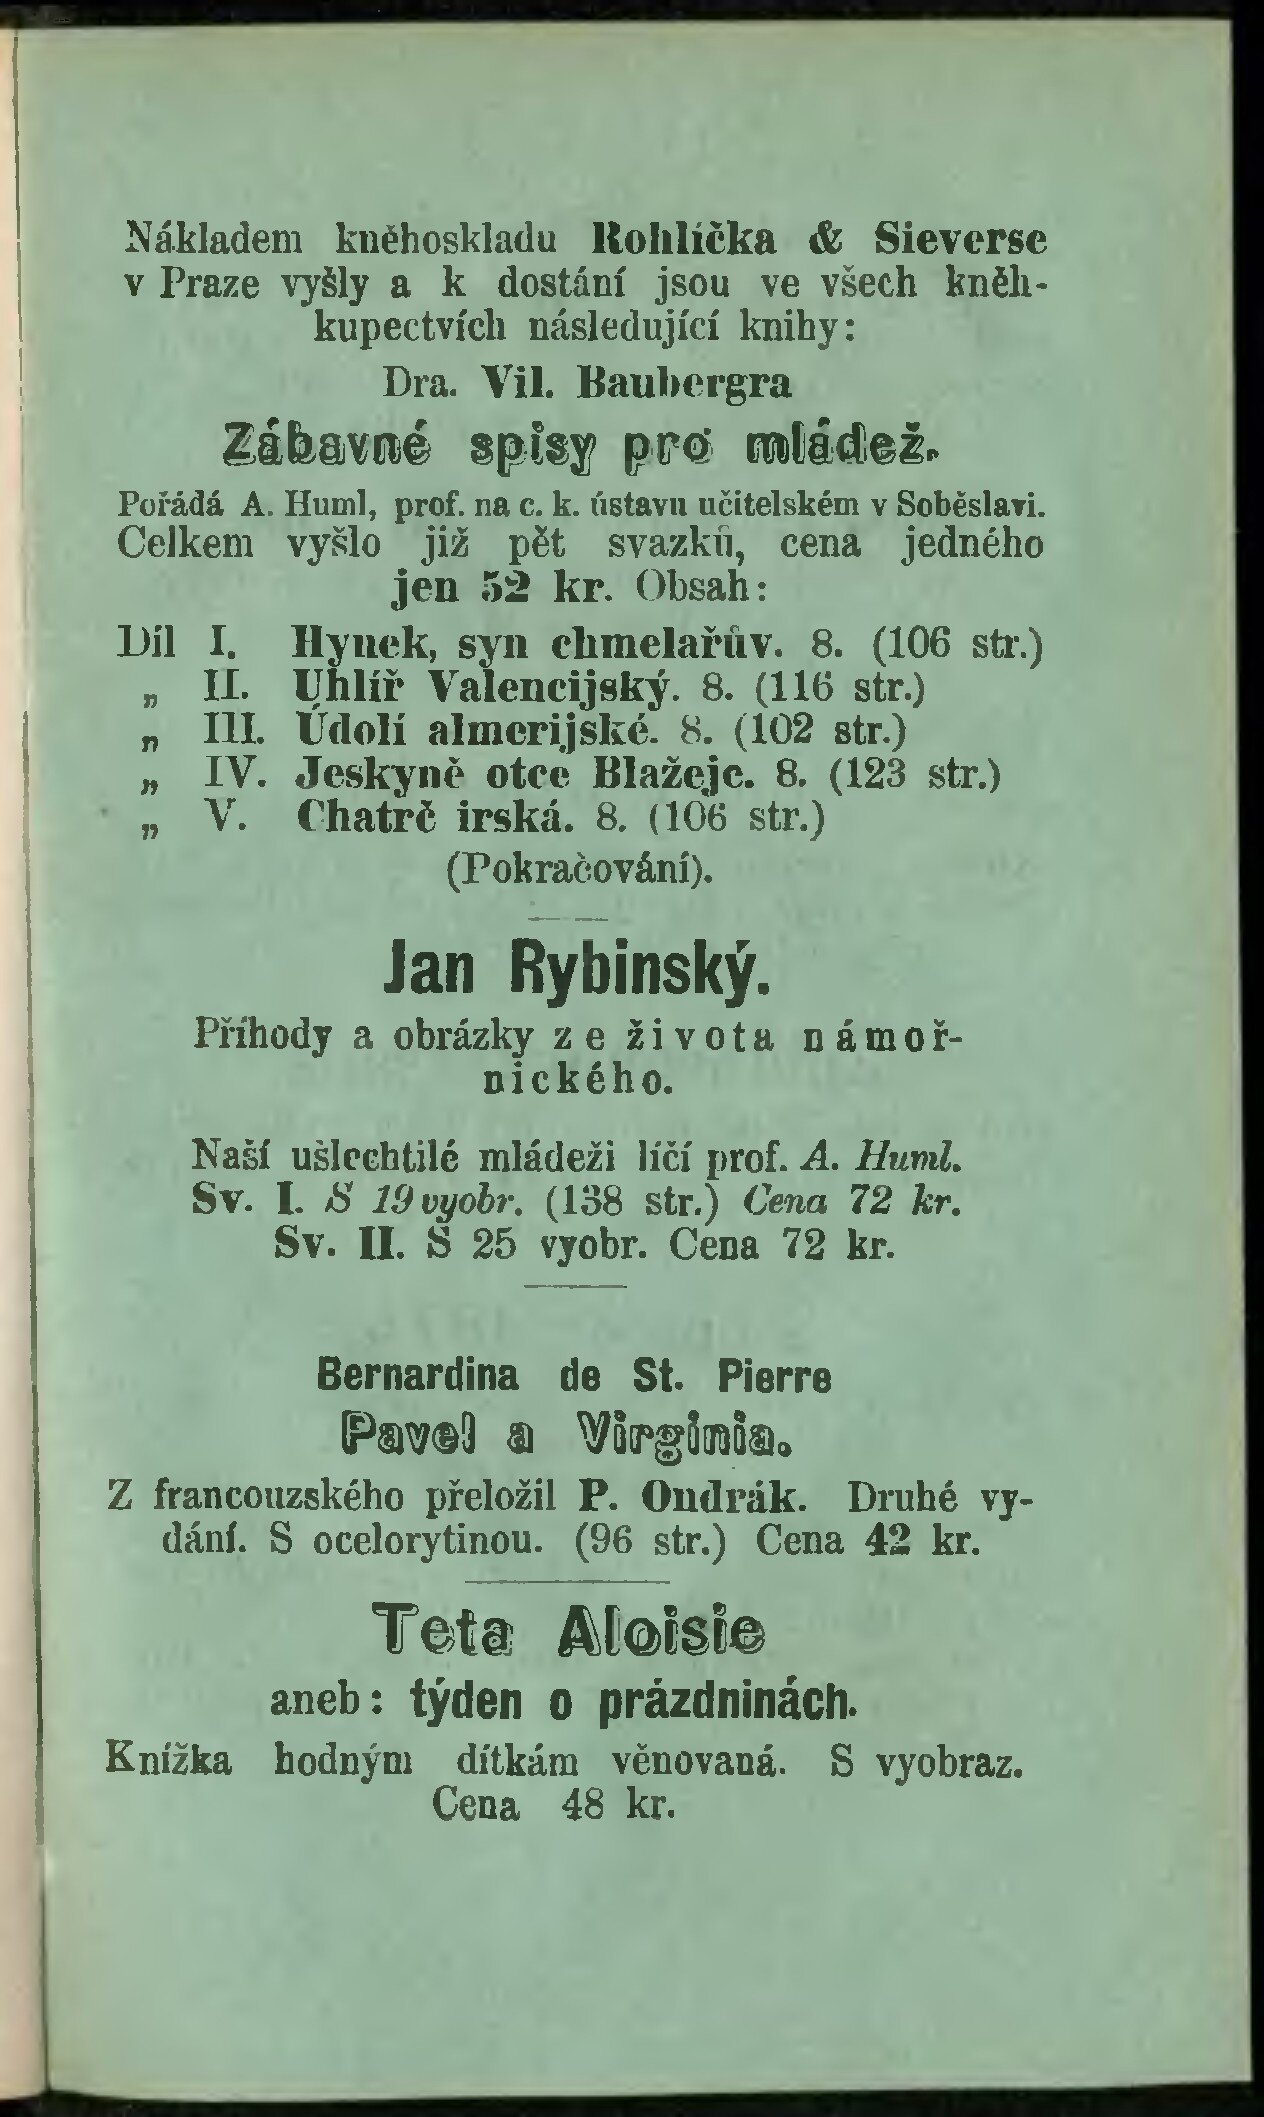 Nákladem kněhoskladu Rohlíčka & Sieverse
v Praze vyšly a k dostání jsou ve všech kněh-
kupectvích následující knihy:
Dra. Vil. Baubergra
Zábavné spisy pro mládež.
Pořádá A. Huml, prof. na c. k. ústavu učitelském v Soběslavi.
Celkem vyšlo již pět svazků, cena jedného
jen 52 kr. Obsah:
Díl I. Hynek, syn chmelařův. 8. (106 str.)
„ II. Uhlíř Valencijský. 8. (116 str.)
„ III. Údolí almerijské. 8. (102 str.)
„ IV. Jeskyně otce Blažeje. 8. (123 str.)
„ V. Chatrč irská. 8. (106 str.)
(Pokračování).
Jan Rybinský.
Příhody a obrázky ze života námoř-
nického.
Naší ušlechtilé mládeži líčí prof. A. Huml.
Sv. I. S 19 vyobr. (138 str.) Cena 72 kr.
Sv. II. S 25 vyobr. Cena 72 kr.
Bernardina de St. Pierre
Pavel a Virginia.
Z francouzského přeložil P. Ondrák. Druhé vy-
dání. S ocelorytinou. (96 str.) Cena 42 kr.
Teta Aloisie
aneb: týden o prázdninách.
Knížka hodným dítkám věnovaná. S vyobraz.
Cena 48 kr.